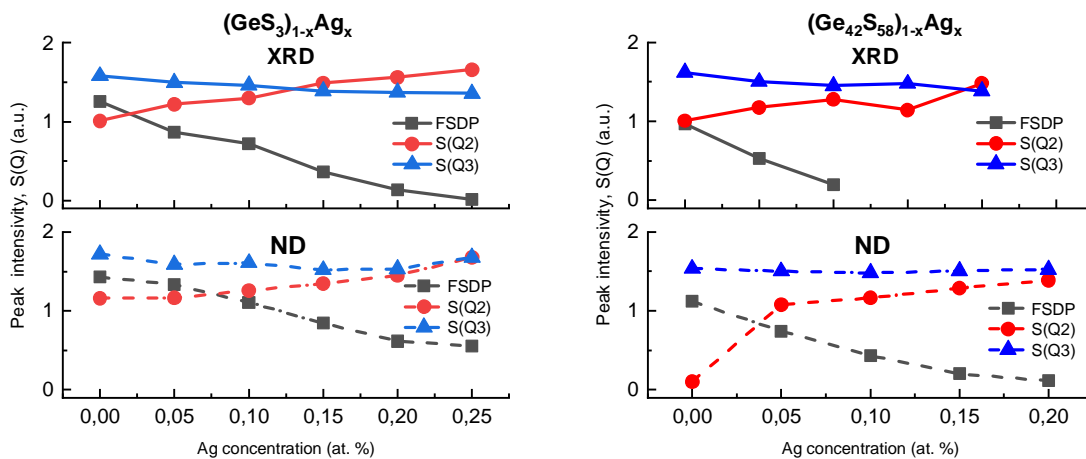 (GeS3)1-xAgx
XRD
Peak intensivity, S(Q) (a.u.)
2
1
0
FSDP
S(Q2)
S(Q3)
ND
2
1
0
FSDP
S(Q2)
S(Q3)
0,00 0,05 0,10 0,15 0,20 0,25
Ag concentration (at. %)
(Ge42S58)1-xAgx
XRD
Peak intensivity, S(Q) (a.u.)
2
1
0
FSDP
S(Q2)
S(Q3)
ND
2
1
0
FSDP
S(Q2)
S(Q3)
0,00 0,05 0,10 0,15 0,20
Ag concentration (at. %)